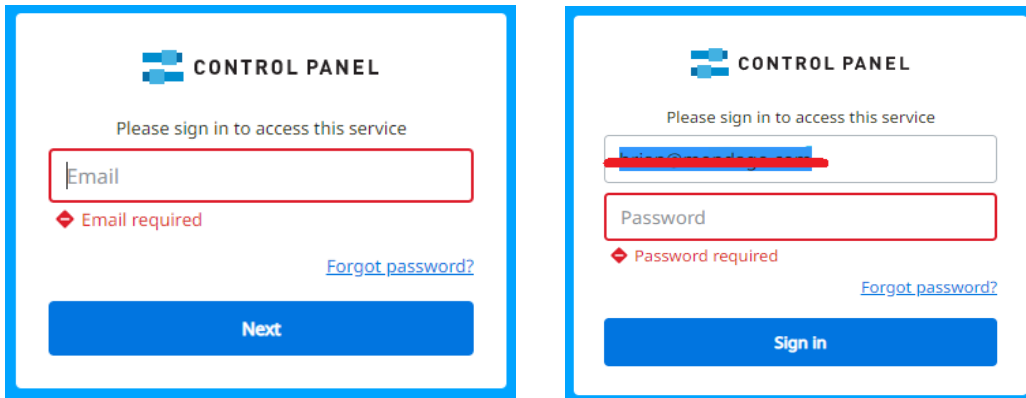 CONTROL PANEL
Please sign in to access this service
Email
Email required
Forgot password?
Next
CONTROL PANEL
Please sign in to access this service
Password
Password required
Forgot password?
Sign in